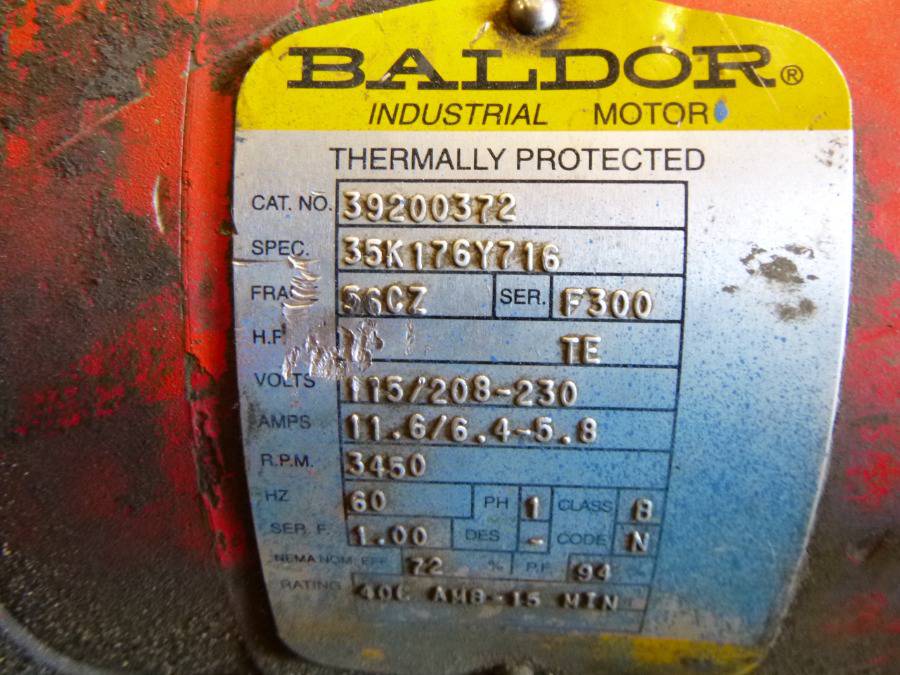 BALDOR®
INDUSTRIAL MOTOR
THERMALLY PROTECTED
CAT. NO. 39200372
SPEC. 35K176Y716
56CZ SER. F300
TE
VOLTS 115/208-230
AMPS 11.6/6.4-5.8
R.P.M. 3450
HZ 60 PH 1 CLASS B
SER. F. 1.00 DES - CODE N
NEMA NOM. EFF. 72 % P.F. 94 %
RATING 40C AMB-15 MIN